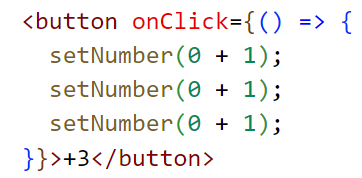 <button onClick={() => {
  setNumber(0 + 1);
  setNumber(0 + 1);
  setNumber(0 + 1);
}}>+3</button>